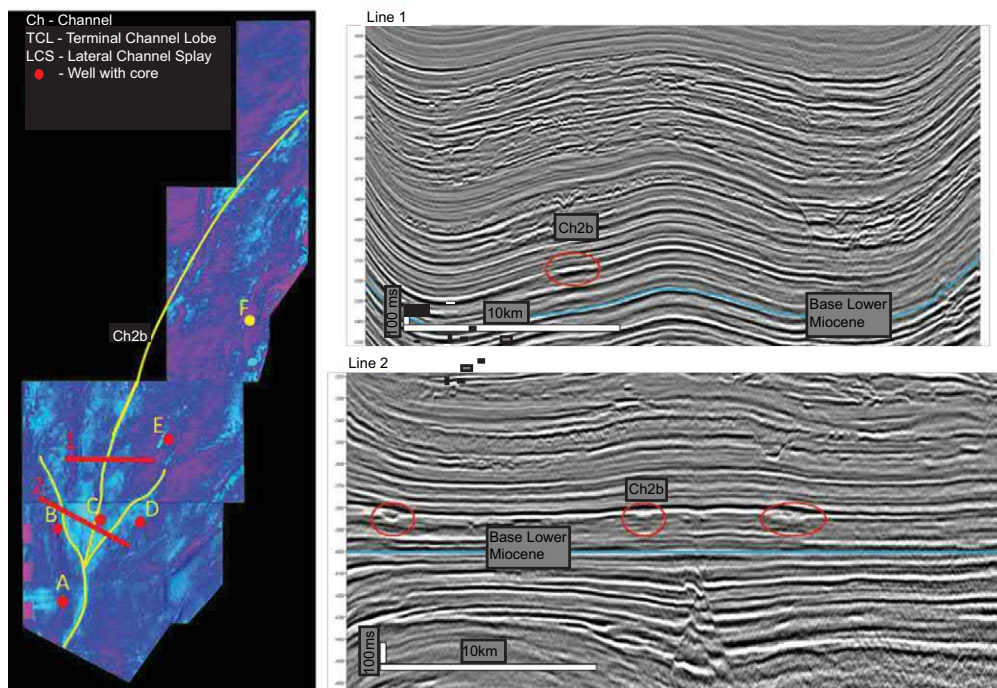 Ch - Channel
TCL - Terminal Channel Lobe
LCS - Lateral Channel Splay
- Well with core
F
Ch2b
E
1
2
B
C
D
A
Line 1
Ch2b
100 ms
10km
Base Lower
Miocene
Line 2
Ch2b
Base Lower
Miocene
100ms
10km